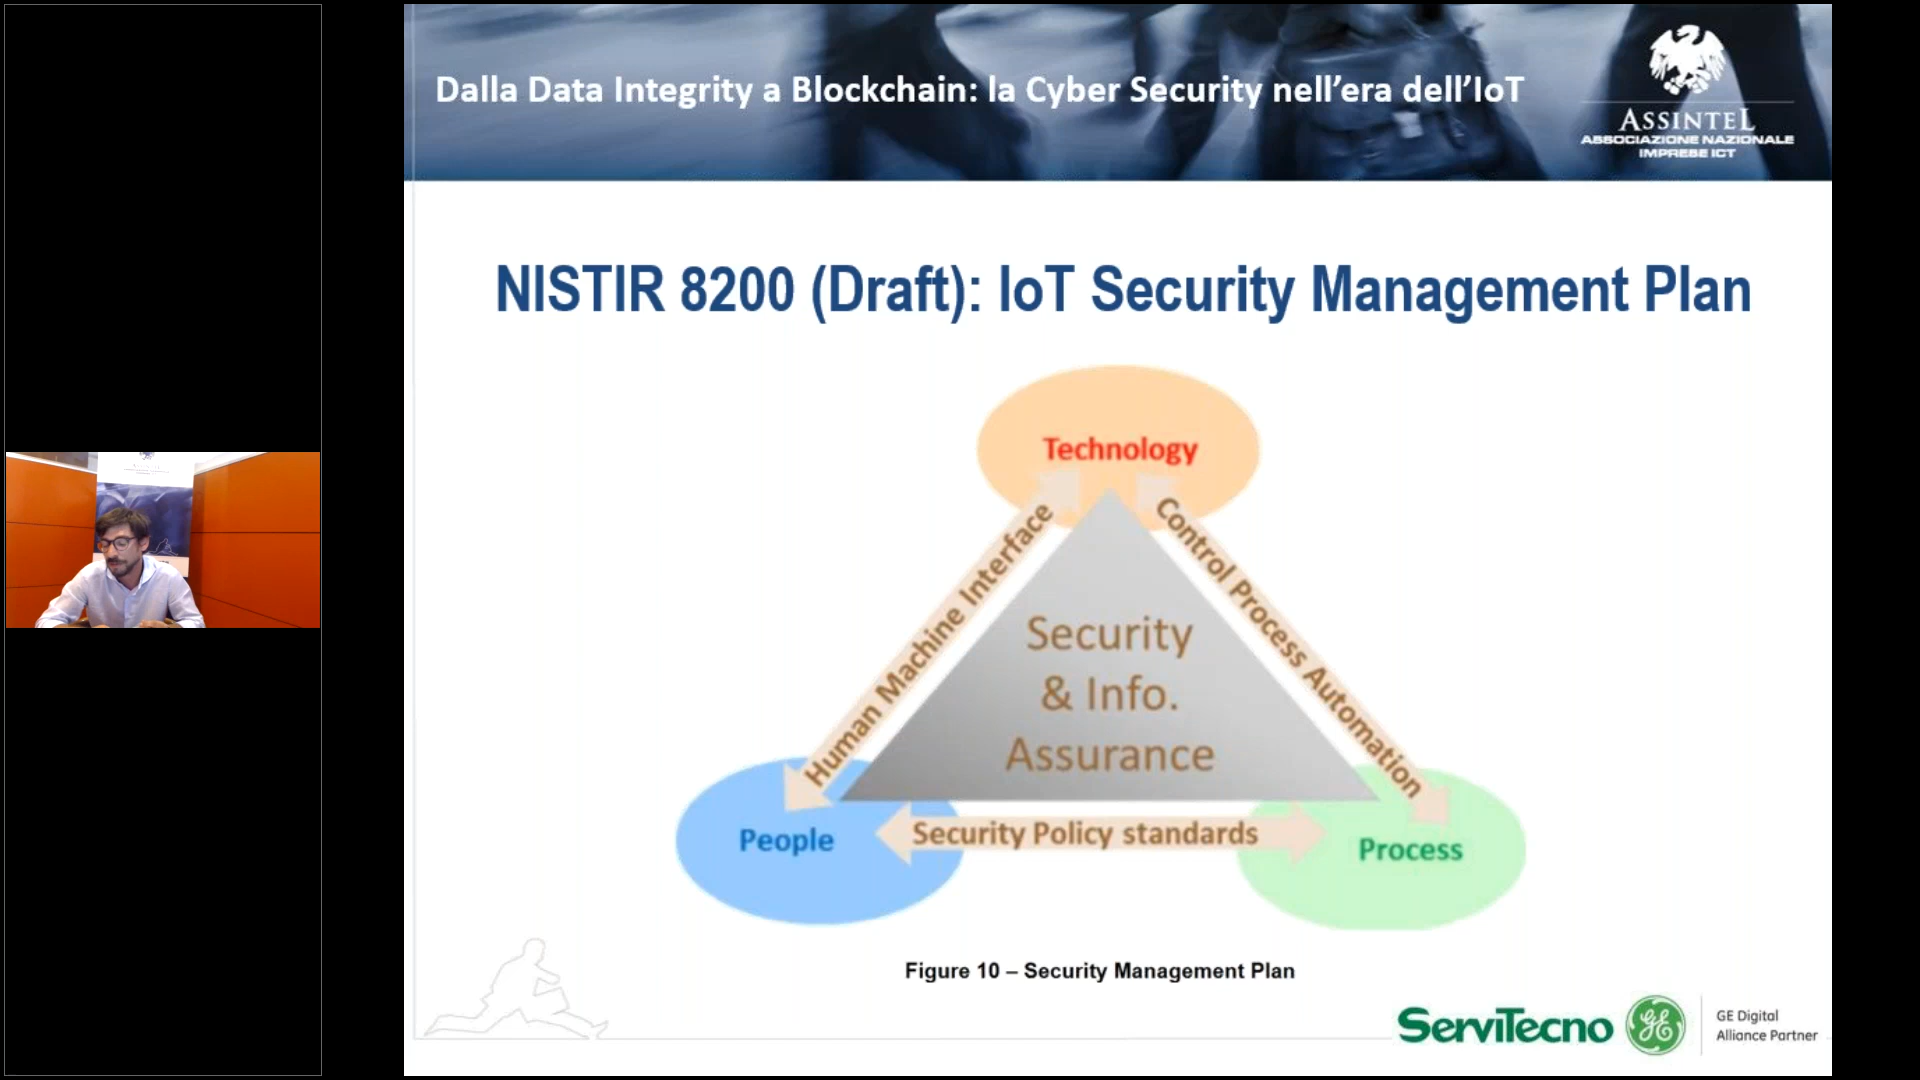 Dalla Data Integrity a Blockchain: la Cyber Security nell'era dell'IoT
ASSINTEL
ASSOCIAZIONE NAZIONALE
IMPRESE ICT
NISTIR 8200 (Draft): IoT Security Management Plan
Technology
Human Machine Interface
Control Process Automation
Security
& Info.
Assurance
People
Security Policy standards
Process
Figure 10 – Security Management Plan
ServiTecno
GE
GE Digital
Alliance Partner